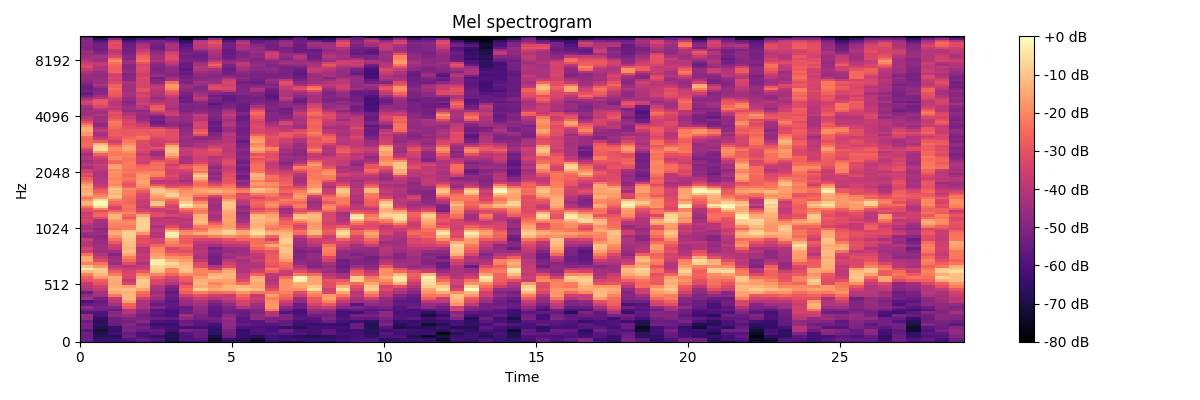 Mel spectrogram
Hz
8192
4096
2048
1024
512
0
0 5 10 15 20 25
Time
+0 dB
-10 dB
-20 dB
-30 dB
-40 dB
-50 dB
-60 dB
-70 dB
-80 dB